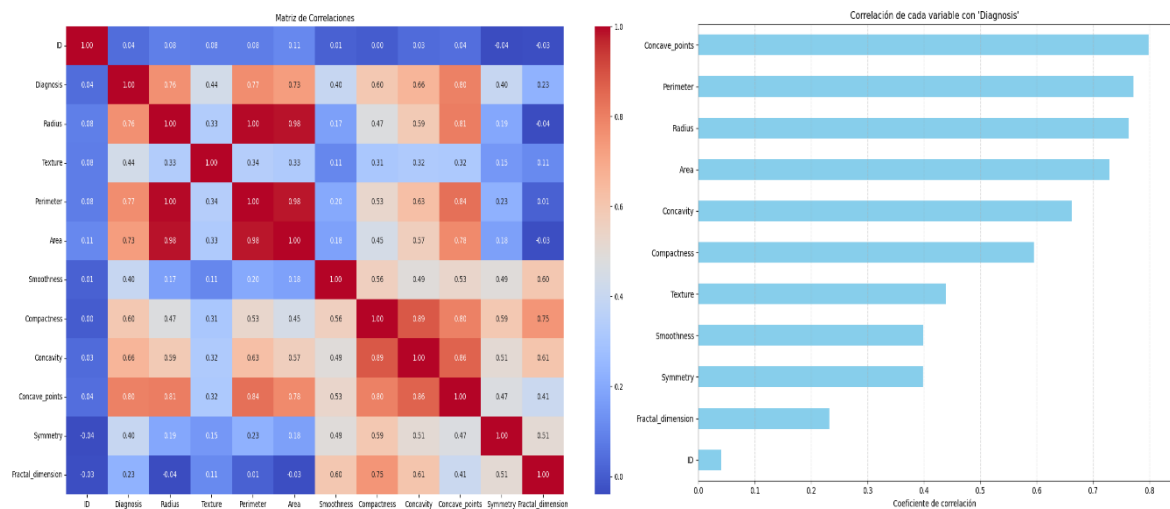 Matriz de Correlaciones
ID 1.00 0.04 0.08 0.08 0.08 0.11 0.01 0.00 0.03 0.04 -0.04 -0.03
Diagnosis 0.04 1.00 0.76 0.44 0.77 0.73 0.40 0.60 0.66 0.80 0.40 0.23
Radius 0.08 0.76 1.00 0.33 1.00 0.98 0.17 0.47 0.59 0.81 0.19 -0.04
Texture 0.08 0.44 0.33 1.00 0.34 0.33 0.11 0.31 0.32 0.32 0.15 0.11
Perimeter 0.08 0.77 1.00 0.34 1.00 0.98 0.20 0.53 0.63 0.84 0.23 0.01
Area 0.11 0.73 0.98 0.33 0.98 1.00 0.18 0.45 0.57 0.78 0.18 -0.03
Smoothness 0.01 0.40 0.17 0.11 0.20 0.18 1.00 0.56 0.49 0.53 0.49 0.60
Compactness 0.00 0.60 0.47 0.31 0.53 0.45 0.56 1.00 0.89 0.80 0.59 0.75
Concavity 0.03 0.66 0.59 0.32 0.63 0.57 0.49 0.89 1.00 0.86 0.51 0.61
Concave_points 0.04 0.80 0.81 0.32 0.84 0.78 0.53 0.80 0.86 1.00 0.47 0.41
Symmetry -0.04 0.40 0.19 0.15 0.23 0.18 0.49 0.59 0.51 0.47 1.00 0.51
Fractal_dimension -0.03 0.23 -0.04 0.11 0.01 -0.03 0.60 0.75 0.61 0.41 0.51 1.00
ID Diagnosis Radius Texture Perimeter Area Smoothness Compactness Concavity Concave_points Symmetry Fractal_dimension
1.0
0.8
0.6
0.4
0.2
0.0
Correlación de cada variable con 'Diagnosis'
Concave_points
Perimeter
Radius
Area
Concavity
Compactness
Texture
Smoothness
Symmetry
Fractal_dimension
ID
0.0 0.1 0.2 0.3 0.4 0.5 0.6 0.7 0.8
Coeficiente de correlación